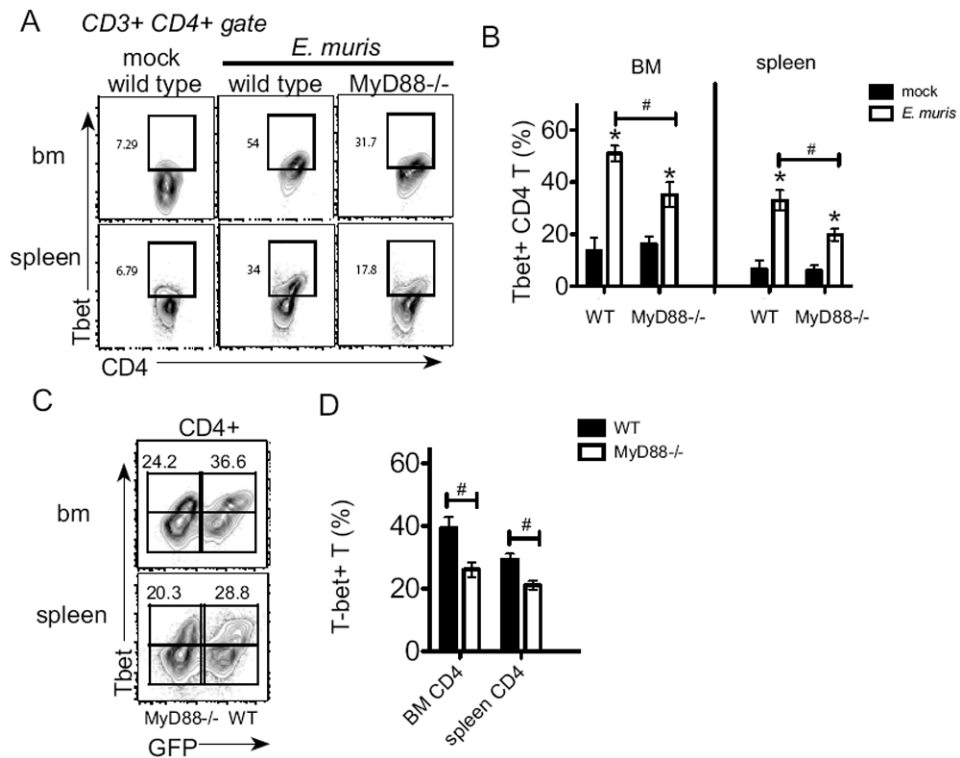 A
CD3+ CD4+ gate
mock
wild type
E. muris
wild type
MyD88-/-
bm
7.29
54
31.7
spleen
6.79
34
17.8
Tbet
CD4
B
BM
spleen
mock
E. muris
Tbet+ CD4 T (%)
60
40
20
0
*
#
*
*
#
*
WT
MyD88-/-
WT
MyD88-/-
C
CD4+
24.2
36.6
bm
20.3
28.8
spleen
Tbet
MyD88-/-
WT
GFP
D
WT
MyD88-/-
T-bet+ T (%)
60
40
20
0
#
#
BM CD4
spleen CD4